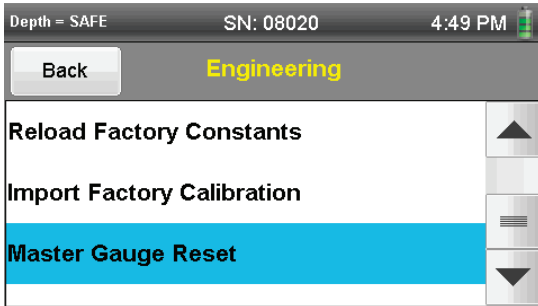 Depth = SAFE SN: 08020 4:49 PM
Back Engineering
Reload Factory Constants
Import Factory Calibration
Master Gauge Reset